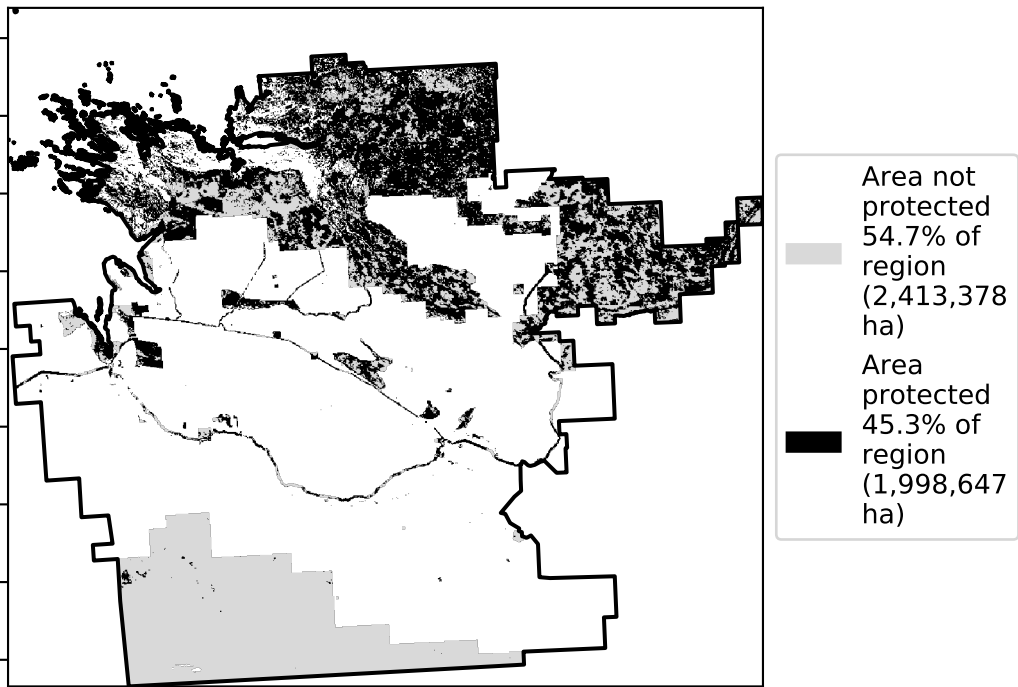 Area not
protected
54.7% of
region
(2,413,378
ha)
Area
protected
45.3% of
region
(1,998,647
ha)